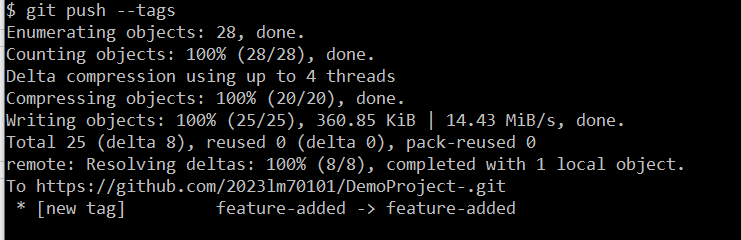 $ git push --tags
Enumerating objects: 28, done.
Counting objects: 100% (28/28), done.
Delta compression using up to 4 threads
Compressing objects: 100% (20/20), done.
Writing objects: 100% (25/25), 360.85 KiB | 14.43 MiB/s, done.
Total 25 (delta 8), reused 0 (delta 0), pack-reused 0
remote: Resolving deltas: 100% (8/8), completed with 1 local object.
To https://github.com/2023lm70101/DemoProject-.git
 * [new tag]         feature-added -> feature-added